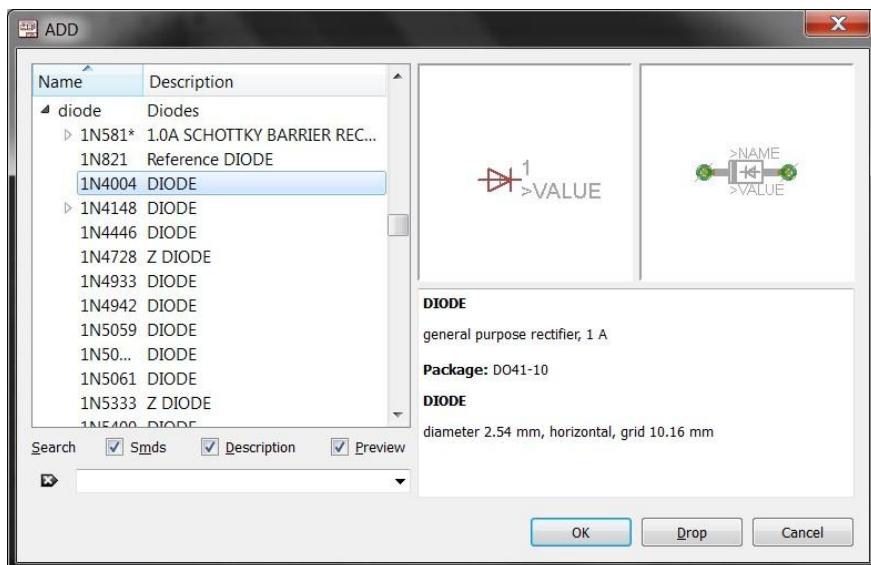 ADD
Name Description
diode Diodes
1N581* 1.0A SCHOTTKY BARRIER REC...
1N821 Reference DIODE
1N4004 DIODE
1N4148 DIODE
1N4446 DIODE
1N4728 Z DIODE
1N4933 DIODE
1N4942 DIODE
1N5059 DIODE
1N50... DIODE
1N5061 DIODE
1N5333 Z DIODE
1N5400 DIODE
Search Smds Description Preview
1
>VALUE
>NAME
>VALUE
DIODE
general purpose rectifier, 1 A
Package: DO41-10
DIODE
diameter 2.54 mm, horizontal, grid 10.16 mm
OK Drop Cancel